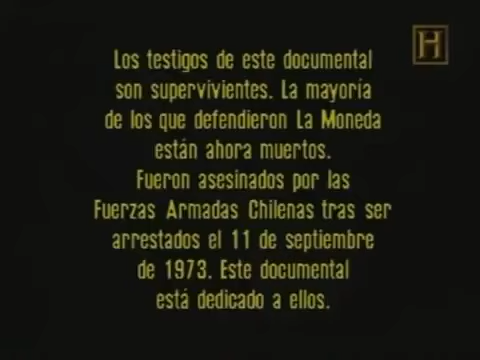 H
Los testigos de este documental
son supervivientes. La mayoría
de los que defendieron La Moneda
están ahora muertos.
Fueron asesinados por las
Fuerzas Armadas Chilenas tras ser
arrestados el 11 de septiembre
de 1973. Este documental
está dedicado a ellos.